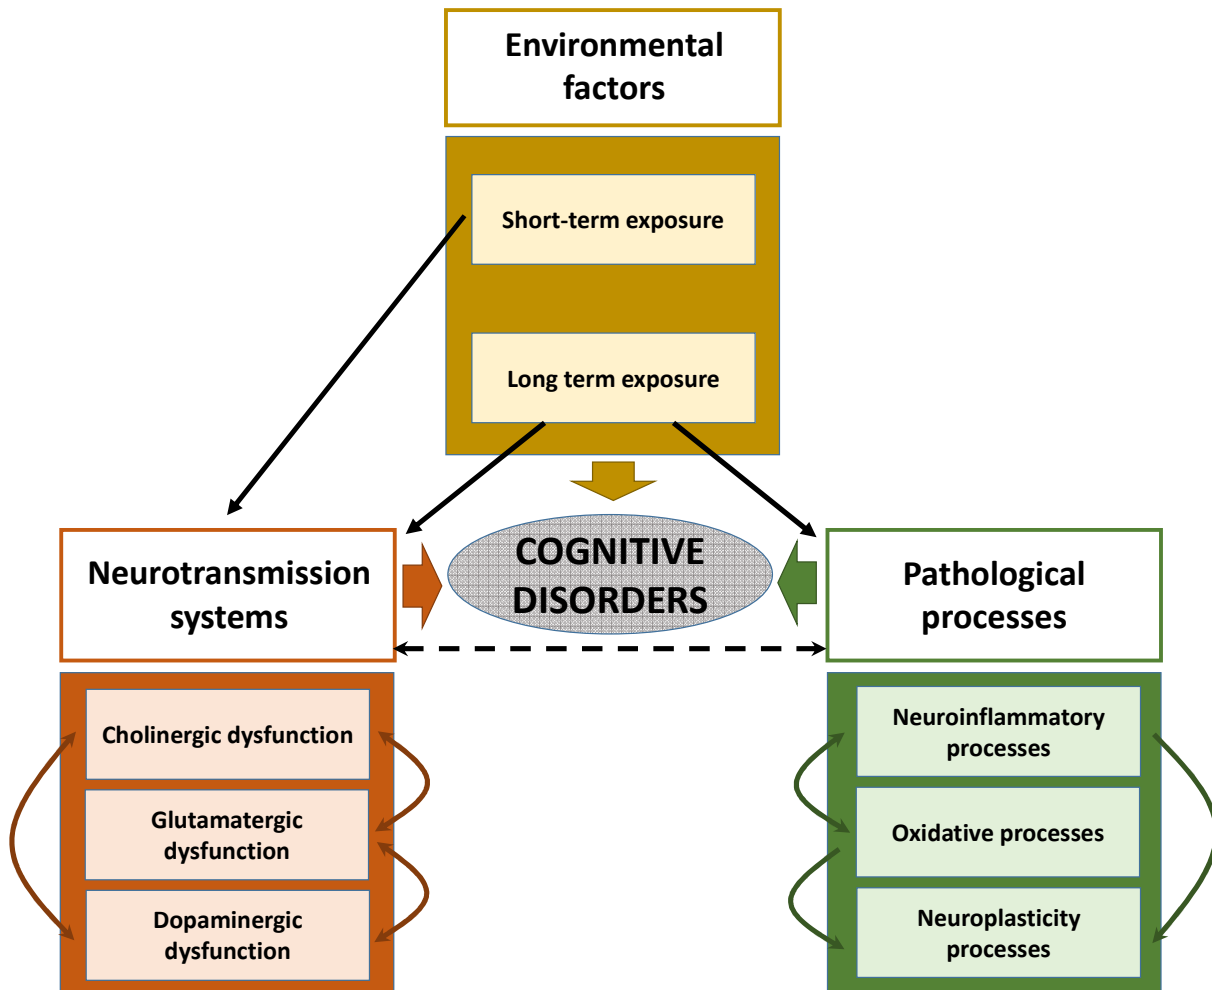 Environmental
factors
Short-term exposure
Long term exposure
COGNITIVE
DISORDERS
Neurotransmission
systems
Cholinergic dysfunction
Glutamatergic
dysfunction
Dopaminergic
dysfunction
Pathological
processes
Neuroinflammatory
processes
Oxidative processes
Neuroplasticity
processes